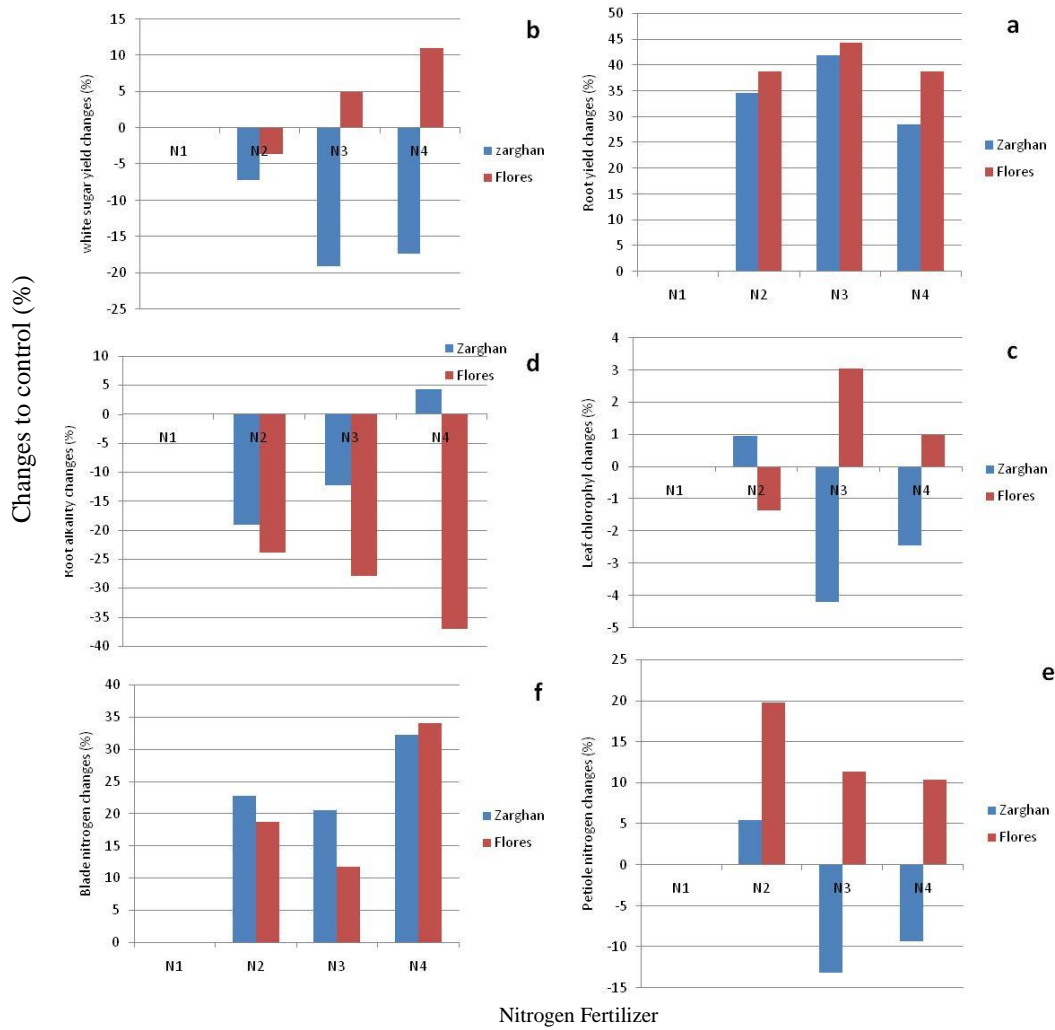 Changes to control (%)
b
white sugar yield changes (%)
15
10
5
0
-5
-10
-15
-20
-25
N1
N2
N3
N4
zarghan
Flores
a
Root yield changes (%)
50
45
40
35
30
25
20
15
10
5
0
N1
N2
N3
N4
Zarghan
Flores
d
Root alkality changes (%)
10
5
0
-5
-10
-15
-20
-25
-30
-35
-40
N1
N2
N3
N4
Zarghan
Flores
c
Leaf chlorophyl changes (%)
4
3
2
1
0
-1
-2
-3
-4
-5
N1
N2
N3
N4
Zarghan
Flores
f
Blade nitrogen changes (%)
40
35
30
25
20
15
10
5
0
N1
N2
N3
N4
Zarghan
Flores
e
Petiole nitrogen changes (%)
25
20
15
10
5
0
-5
-10
-15
N1
N2
N3
N4
Zarghan
Flores
Nitrogen Fertilizer